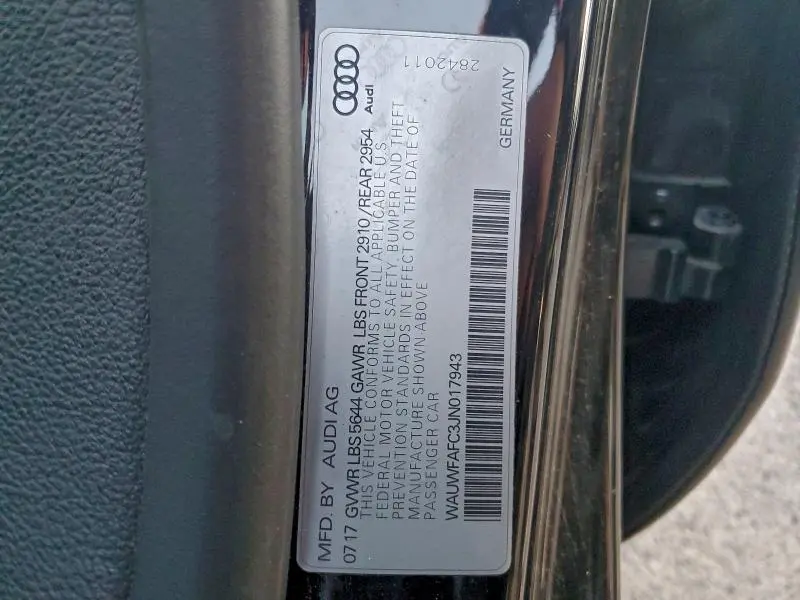 Audi
2842011
MFD. BY AUDI AG
07 17 GVWR LBS 5644 GAWR LBS FRONT 2910/REAR 2954
THIS VEHICLE CONFORMS TO ALL APPLICABLE U.S.
FEDERAL MOTOR VEHICLE SAFETY, BUMPER AND THEFT
PREVENTION STANDARDS IN EFFECT ON THE DATE OF
MANUFACTURE SHOWN ABOVE
PASSENGER CAR
WAUWFAFC3JN017943
GERMANY